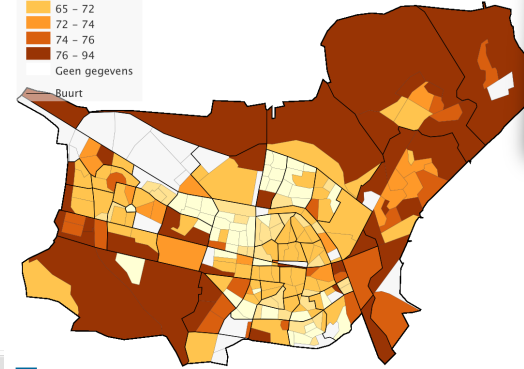 65 – 72
72 – 74
74 – 76
76 – 94
Geen gegevens
Buurt